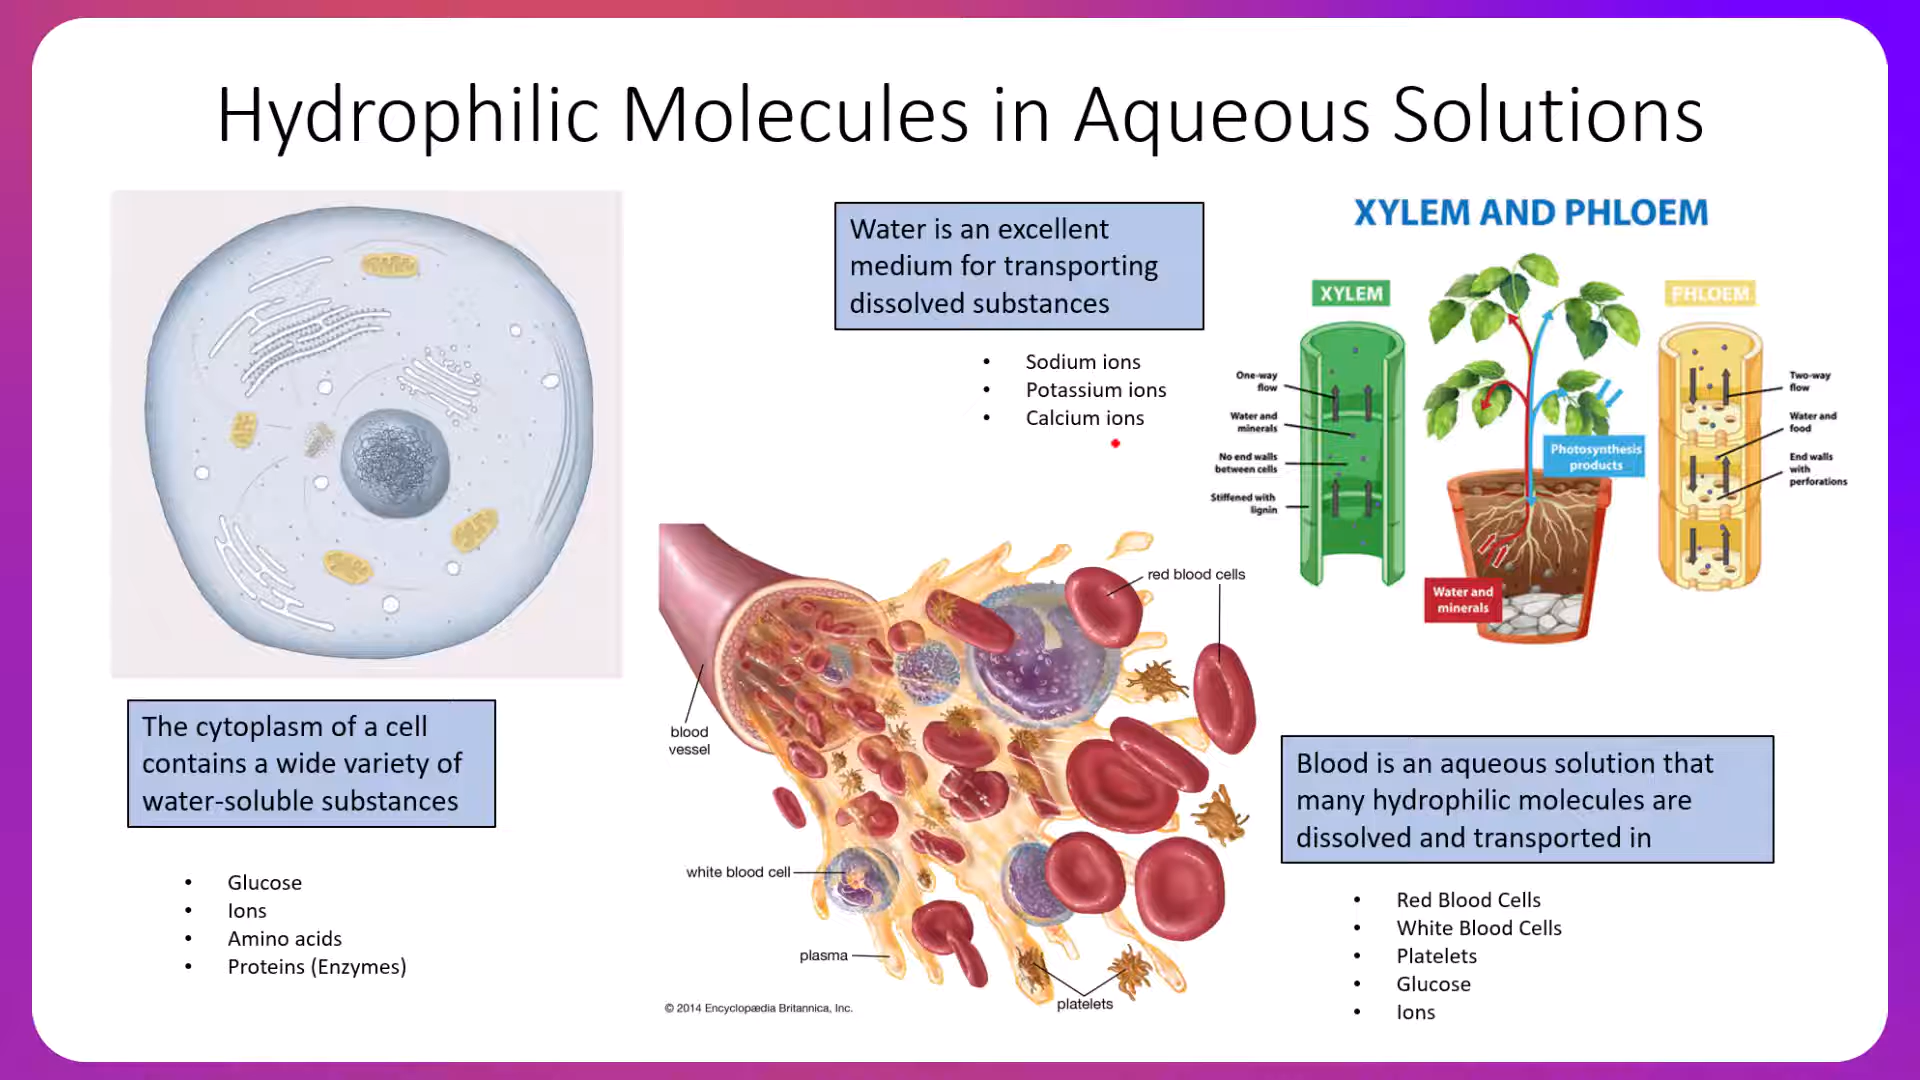 Hydrophilic Molecules in Aqueous Solutions
The cytoplasm of a cell
contains a wide variety of
water-soluble substances
• Glucose
• Ions
• Amino acids
• Proteins (Enzymes)
Water is an excellent
medium for transporting
dissolved substances
• Sodium ions
• Potassium ions
• Calcium ions
XYLEM AND PHLOEM
XYLEM
One-way
flow
Water and
minerals
No end walls
between cells
Stiffened with
lignin
Photosynthesis
products
Water and
minerals
PHLOEM
Two-way
flow
Water and
food
End walls
with
perforations
red blood cells
blood
vessel
white blood cell
plasma
platelets
© 2014 Encyclopædia Britannica, Inc.
Blood is an aqueous solution that
many hydrophilic molecules are
dissolved and transported in
• Red Blood Cells
• White Blood Cells
• Platelets
• Glucose
• Ions